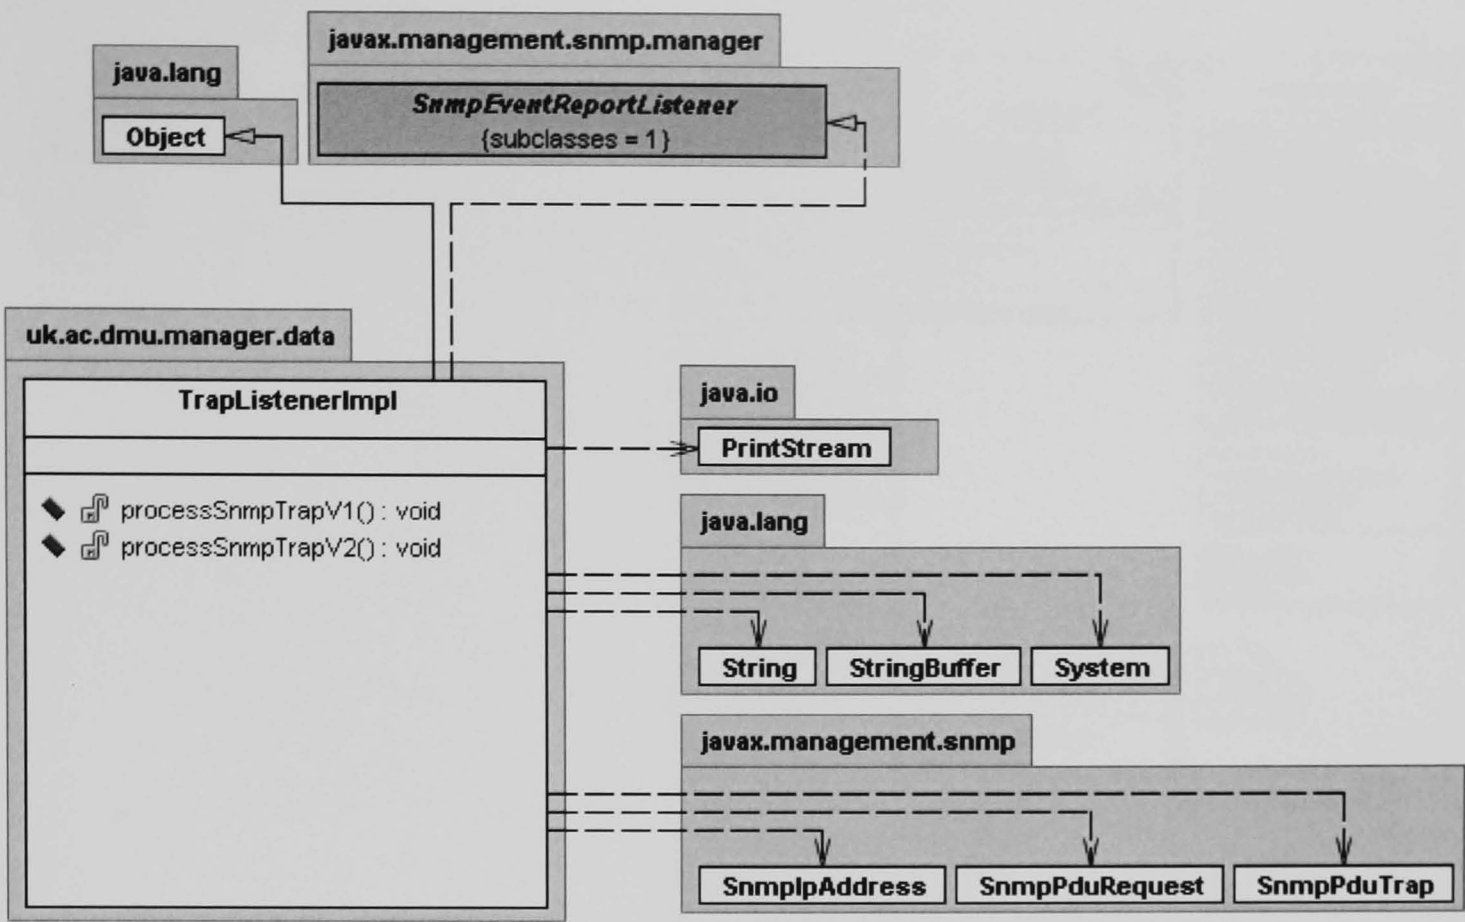 javax.management.snmp.manager
java.lang
SnmpEventReportListener
{subclasses = 1}
Object
uk.ac.dmu.manager.data
TrapListenerImpl
processSnmpTrapV1() : void
processSnmpTrapV2() : void
java.io
PrintStream
java.lang
String
StringBuffer
System
javax.management.snmp
SnmpIpAddress
SnmpPduRequest
SnmpPduTrap